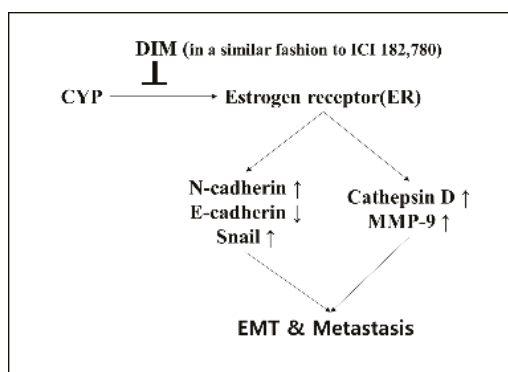 DIM (in a similar fashion to ICI 182,780)
CYP Estrogen receptor(ER)
N-cadherin ↑
E-cadherin ↓
Snail ↑
Cathepsin D ↑
MMP-9 ↑
EMT & Metastasis